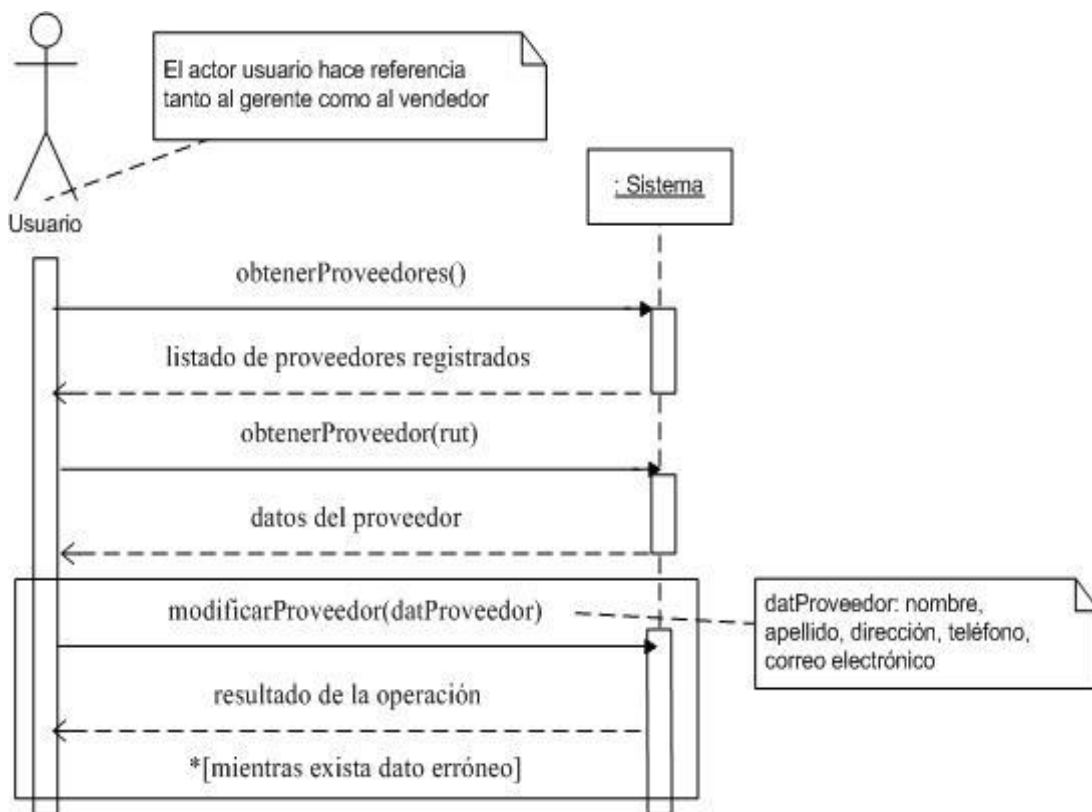 El actor usuario hace referencia
tanto al gerente como al vendedor
: Sistema
Usuario
obtenerProveedores()
listado de proveedores registrados
obtenerProveedor(rut)
datos del proveedor
modificarProveedor(datProveedor)
datProveedor: nombre,
apellido, dirección, teléfono,
correo electrónico
resultado de la operación
*[mientras exista dato erróneo]